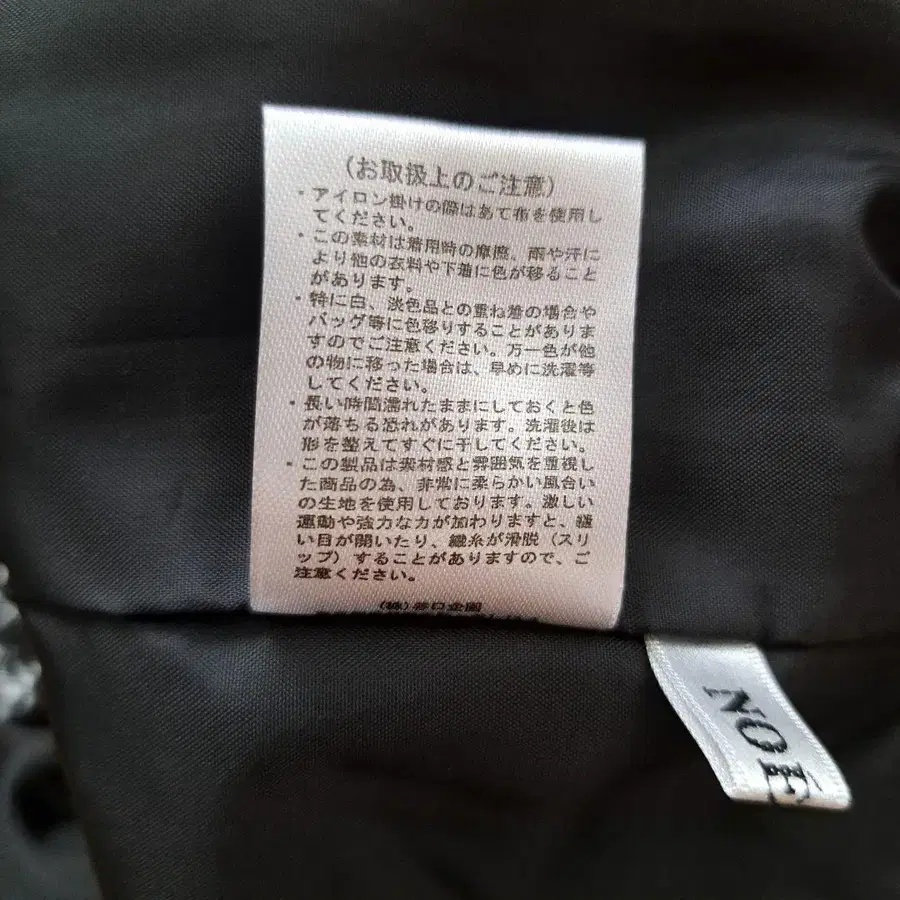 (お取扱上のご注意)
・アイロン掛けの際はあて布を使用し
てください。
・この素材は着用時の摩擦、雨や汗に
より他の衣料や下着に色が移ること
があります。
・特に白、淡色品との重ね着の場合や
バッグ等に色移りすることがありま
すのでご注意ください。万一色が他
の物に移った場合は、早めに洗濯等
してください。
・長い時間濡れたままにしておくと色
が落ちる恐れがあります。洗濯後は
形を整えてすぐに干してください。
・この製品は素材感と雰囲気を重視し
た商品の為、非常に柔らかい風合い
の生地を使用しております。激しい
運動や強力な力が加わりますと、縫
い目が開いたり、織糸が滑脱(スリ
ップ)することがありますので、ご
注意ください。
(株)谷口企画
NOÉ